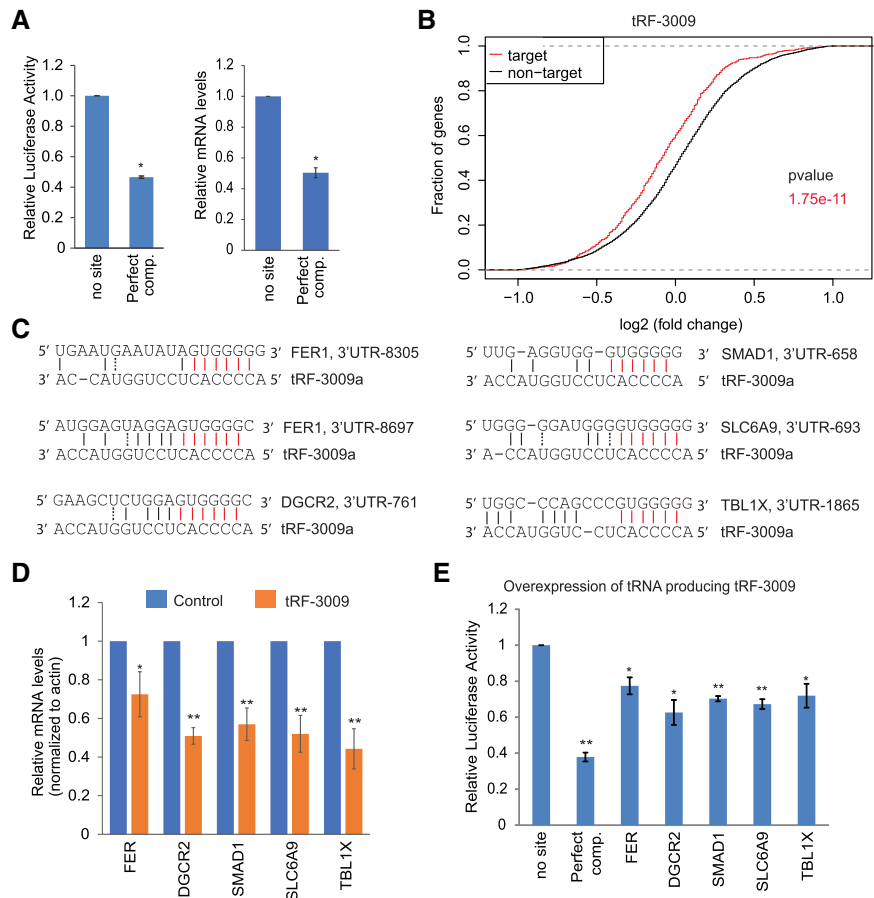 A
Relative Luciferase Activity
1.2
1
0.8
0.6
0.4
0.2
0
*
no site
Perfect
comp.
Relative mRNA levels
1.2
1
0.8
0.6
0.4
0.2
0
*
no site
Perfect
comp.
B
tRF-3009
target
non-target
Fraction of genes
1.0
0.8
0.6
0.4
0.2
0.0
pvalue
1.75e-11
-1.0 -0.5 0.0 0.5 1.0
log2 (fold change)
C
5' UGAAUGAAUAUAGUGGGGG 3' FER1, 3'UTR-8305
3' AC-CAUGGUCCUCACCCCA 5' tRF-3009a
5' AUGGAGUAGGAGUGGGGC 3' FER1, 3'UTR-8697
3' ACCAUGGUCCUCACCCCA 5' tRF-3009a
5' GAAGCUCUGGAGUGGGGC 3' DGCR2, 3'UTR-761
3' ACCAUGGUCCUCACCCCA 5' tRF-3009a
5' UUG-AGGUGG-GUGGGGG 3' SMAD1, 3'UTR-658
3' ACCAUGGUCCUCACCCCA 5' tRF-3009a
5' UGGG-GGAUGGGGUGGGGG 3' SLC6A9, 3'UTR-693
3' A-CCAUGGUCCUCACCCCA 5' tRF-3009a
5' UGGC-CCAGCCCGUGGGGG 3' TBL1X, 3'UTR-1865
3' ACCAUGGUC-CUCACCCCA 5' tRF-3009a
D
Control
tRF-3009
Relative mRNA levels
(normalized to actin)
1.2
1
0.8
0.6
0.4
0.2
0
*
**
**
**
**
FER
DGCR2
SMAD1
SLC6A9
TBL1X
E
Overexpression of tRNA producing tRF-3009
Relative Luciferase Activity
1.2
1
0.8
0.6
0.4
0.2
0
**
*
*
**
**
*
no site
Perfect
comp.
FER
DGCR2
SMAD1
SLC6A9
TBL1X